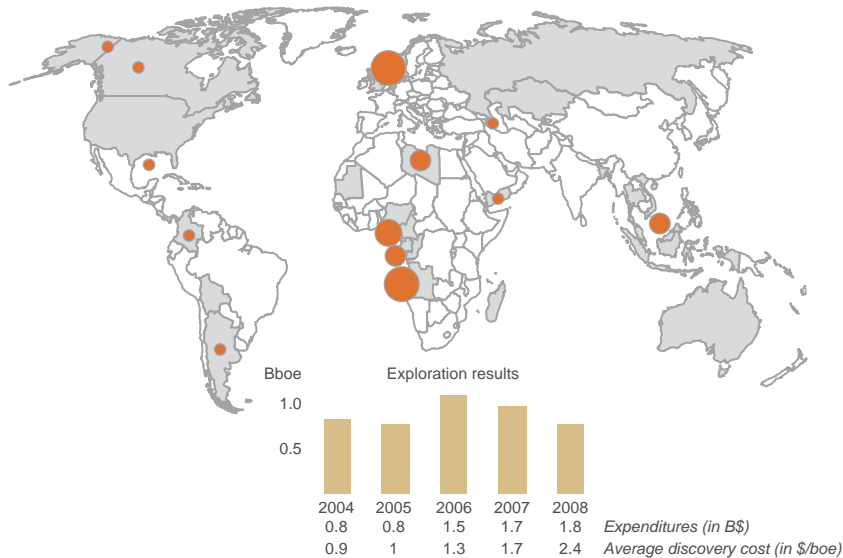 Bboe Exploration results
1.0
0.5
2004 2005 2006 2007 2008
0.8 0.8 1.5 1.7 1.8 Expenditures (in B$)
0.9 1 1.3 1.7 2.4 Average discovery cost (in $/boe)